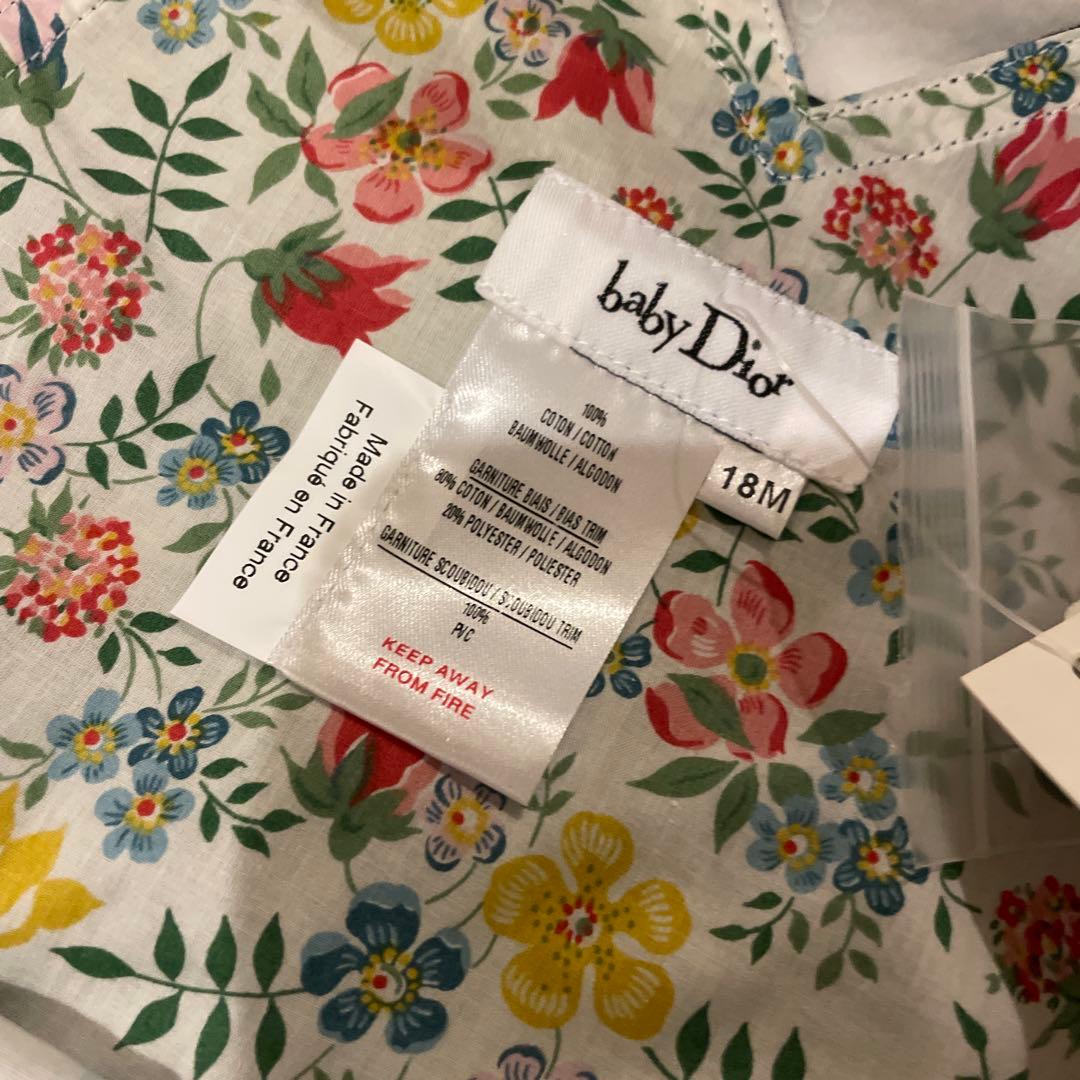 baby Dior
18M
100%
COTON / COTTON
BAUMWOLLE / ALGODON
GARNITURE BIAIS / BIAS TRIM
80% COTON / BAUMWOLLE / ALGODON
20% POLYESTER / POLIESTER
GARNITURE SCOUBIDOU / SCOUBIDOU TRIM
100%
PVC
KEEP AWAY
FROM FIRE
Made in France
Fabriqué en France